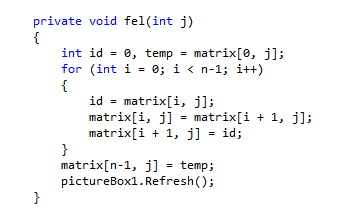 private void fel(int j)
{
int id = 0, temp = matrix[0, j];
for (int i = 0; i < n-1; i++)
{
id = matrix[i, j];
matrix[i, j] = matrix[i + 1, j];
matrix[i + 1, j] = id;
}
matrix[n-1, j] = temp;
pictureBox1.Refresh();
}